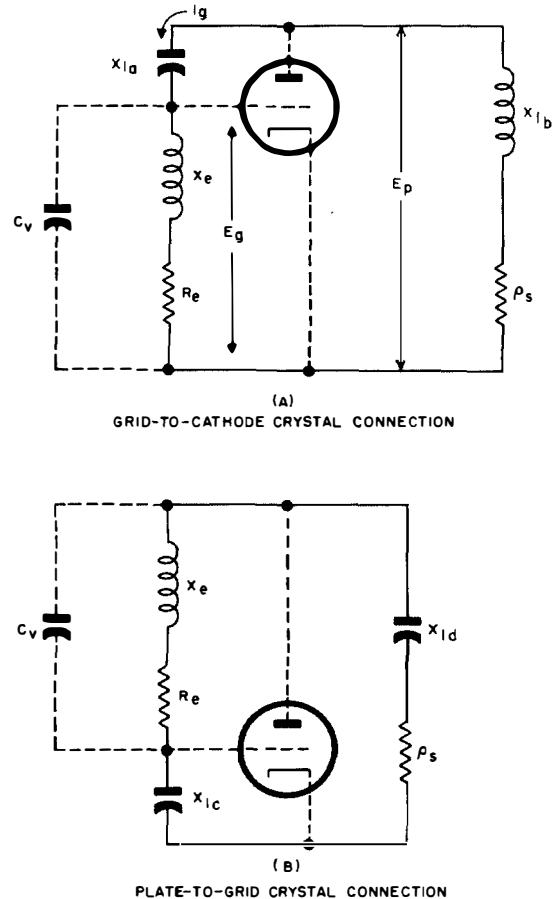 Ig
X1a
X1b
Xe
Ep
Cv
Eg
Re
ρs
(A)
GRID-TO-CATHODE CRYSTAL CONNECTION
Xe
Cv
X1d
Re
ρs
X1c
(B)
PLATE-TO-GRID CRYSTAL CONNECTION